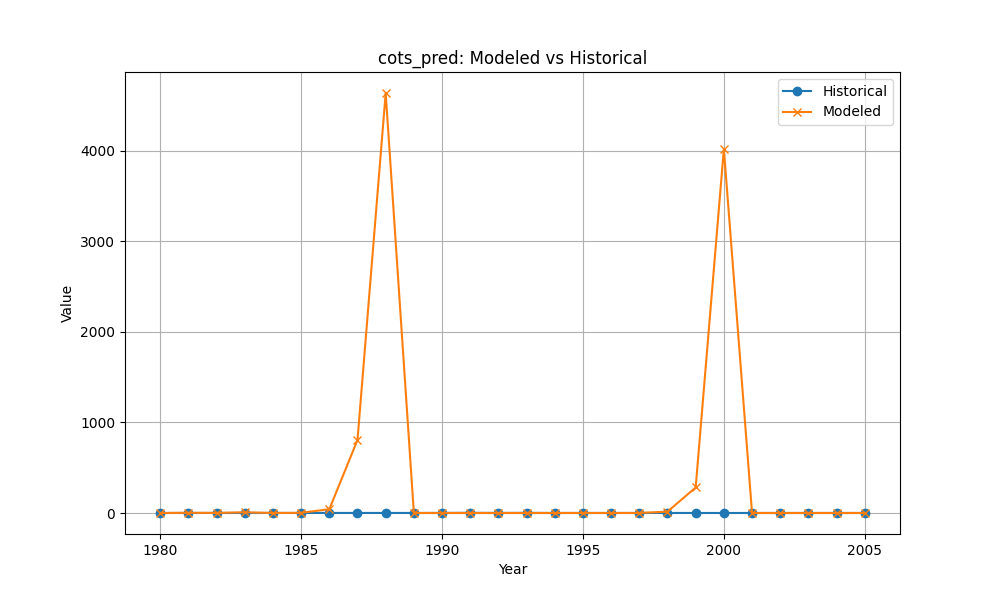 cots_pred: Modeled vs Historical
Historical
Modeled
Value
4000
3000
2000
1000
0
1980
1985
1990
1995
2000
2005
Year